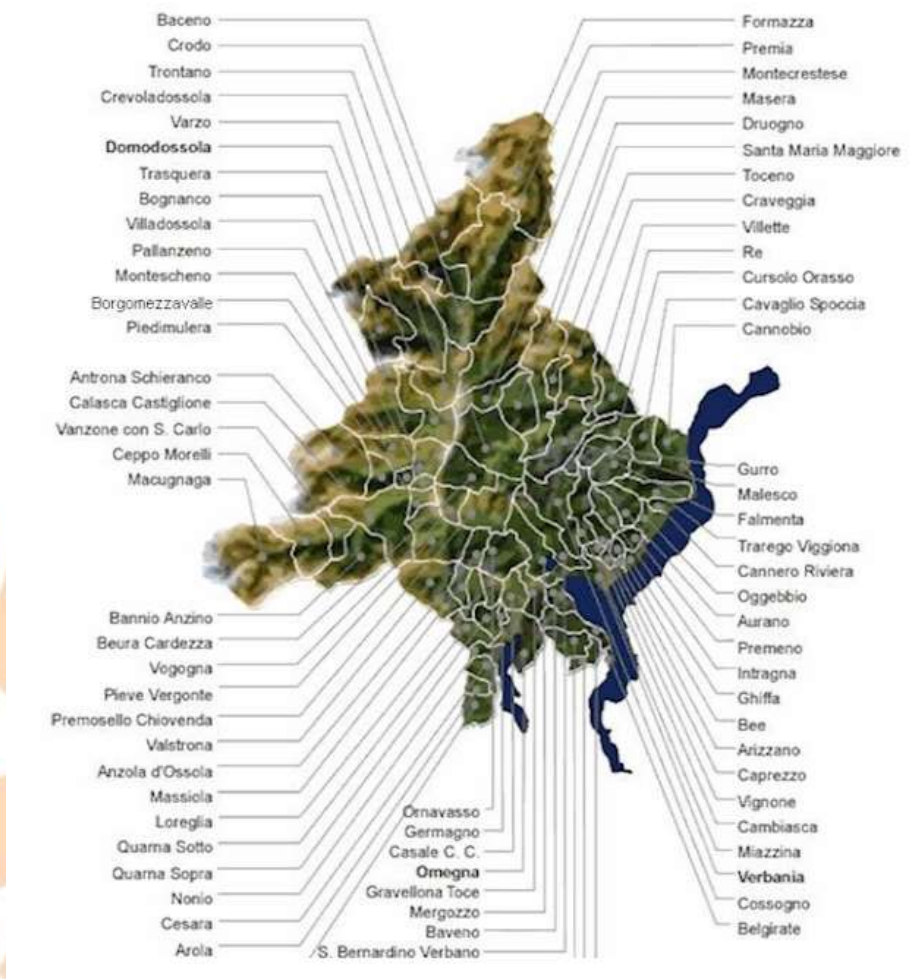 Baceno
Crodo
Trontano
Crevoladossola
Varzo
Domodossola
Trasquera
Bognanco
Villadossola
Pallanzeno
Montescheno
Borgomezzavalle
Piedimulera
Antrona Schieranco
Calasca Castiglione
Vanzone con S. Carlo
Ceppo Morelli
Macugnaga
Bannio Anzino
Beura Cardezza
Vogogna
Pieve Vergonte
Premosello Chiovenda
Valstrona
Anzola d'Ossola
Massiola
Loreglia
Quarna Sotto
Quarna Sopra
Nonio
Cesara
Arola
Ornavasso
Germagno
Casale C. C.
Omegna
Gravellona Toce
Mergozzo
Baveno
S. Bernardino Verbano
Formazza
Premia
Montecrestese
Masera
Druogno
Santa Maria Maggiore
Toceno
Craveggia
Villette
Re
Cursolo Orasso
Cavaglio Spoccia
Cannobio
Gurro
Malesco
Falmenta
Trarego Viggiona
Cannero Riviera
Oggebbio
Aurano
Premeno
Intragna
Ghiffa
Bee
Arizzano
Caprezzo
Vignone
Cambiasca
Miazzina
Verbania
Cossogno
Belgirate